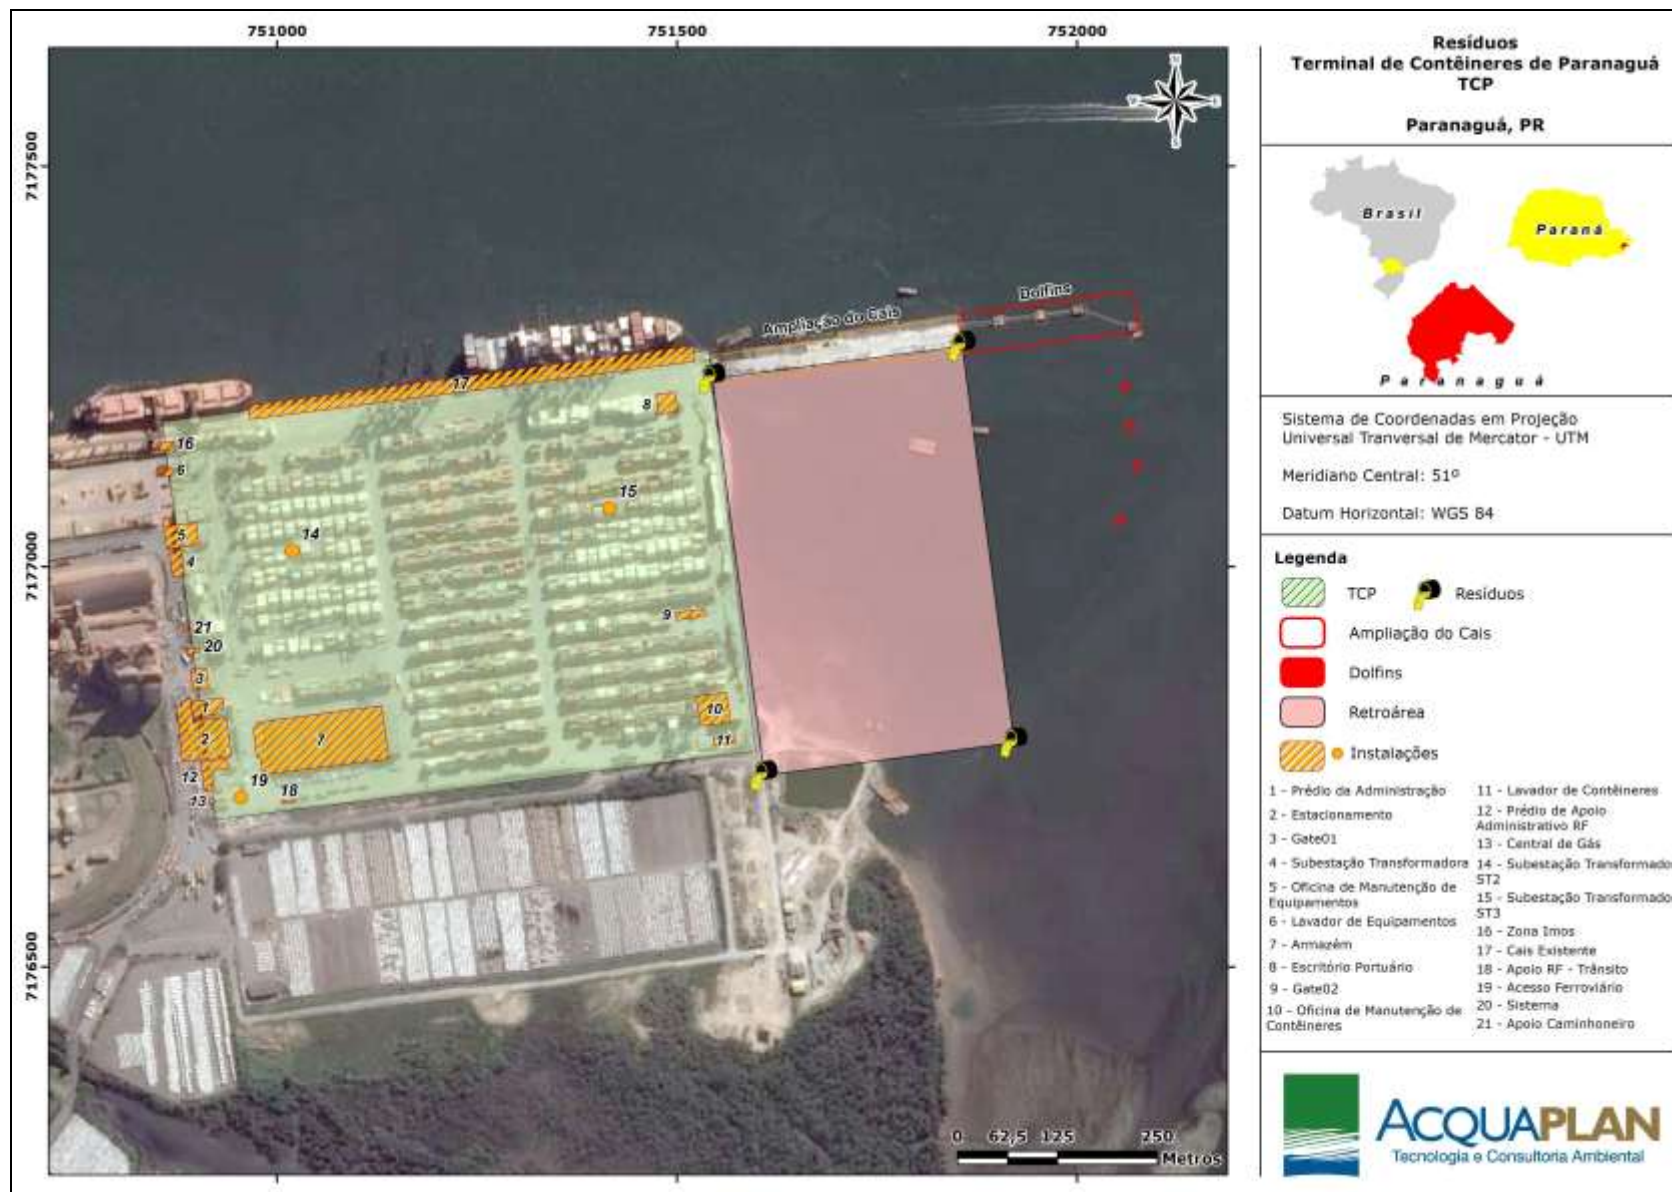 751000
751500
752000
7177500
7177000
7176500
N
E
S
Dolfins
Ampliação do Cais
17
8
16
6
15
14
5
4
9
21
20
3
1
10
2
7
11
12
19
18
13
0 62,5 125 250
Metros
Resíduos
Terminal de Contêineres de Paranaguá
TCP
Paranaguá, PR
Brasil
Paraná
Paranaguá
Sistema de Coordenadas em Projeção
Universal Tranversal de Mercator - UTM
Meridiano Central: 51º
Datum Horizontal: WGS 84
Legenda
TCP
Resíduos
Ampliação do Cais
Dolfins
Retroárea
Instalações
1 - Prédio da Administração
2 - Estacionamento
3 - Gate01
4 - Subestação Transformadora
5 - Oficina de Manutenção de
Equipamentos
6 - Lavador de Equipamentos
7 - Armazém
8 - Escritório Portuário
9 - Gate02
10 - Oficina de Manutenção de
Contêineres
11 - Lavador de Contêineres
12 - Prédio de Apoio
Administrativo RF
13 - Central de Gás
14 - Subestação Transformado
ST2
15 - Subestação Transformado
ST3
16 - Zona Imos
17 - Cais Existente
18 - Apoio RF - Trânsito
19 - Acesso Ferroviário
20 - Sistema
21 - Apoio Caminhoneiro
ACQUAPLAN
Tecnologia e Consultoria Ambiental